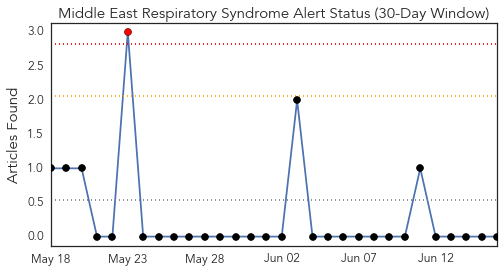 Middle East Respiratory Syndrome Alert Status (30-Day Window)
Articles Found
3.0
2.5
2.0
1.5
1.0
0.5
0.0
May 18 May 23 May 28 Jun 02 Jun 07 Jun 12